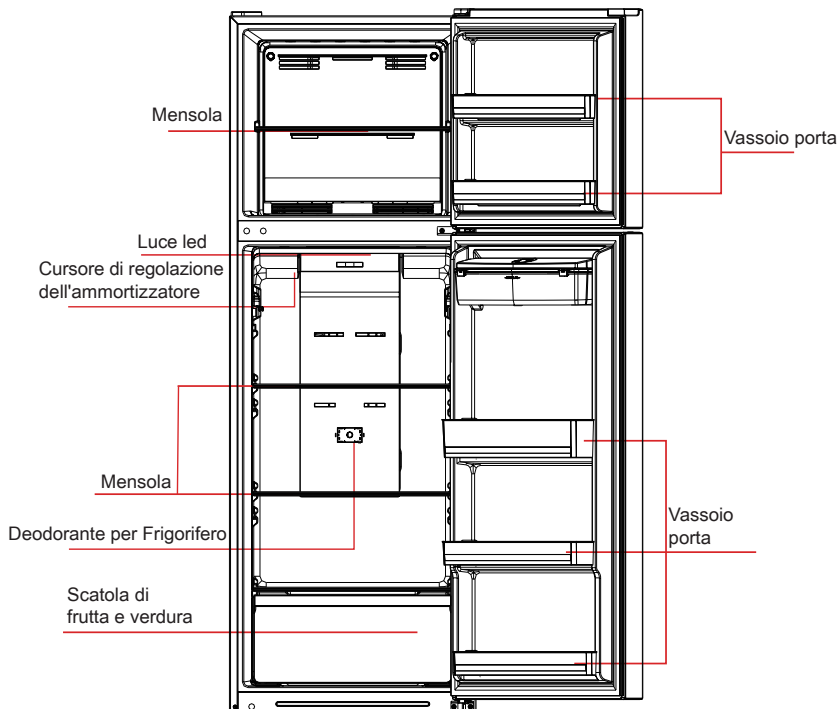 Mensola
Vassoio porta
Luce led
Cursore di regolazione
dell'ammortizzatore
Mensola
Deodorante per Frigorifero
Vassoio
porta
Scatola di
frutta e verdura